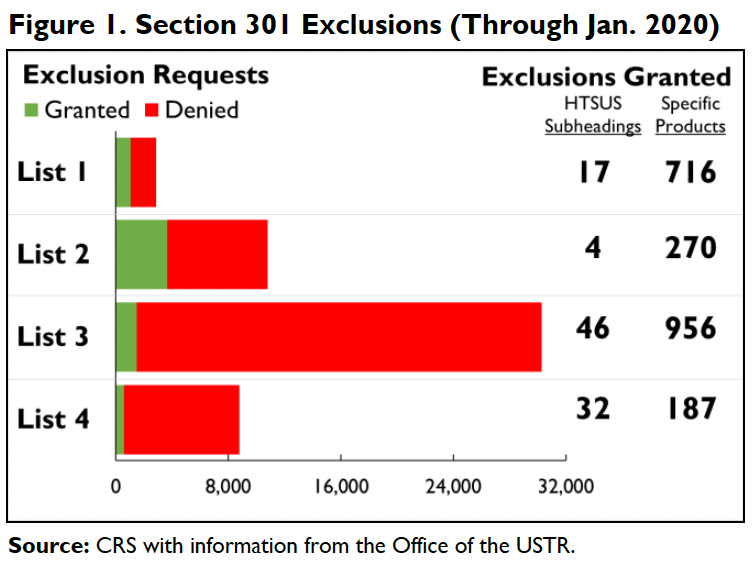 Figure 1. Section 301 Exclusions (Through Jan. 2020)
Exclusion Requests
Granted Denied
Exclusions Granted
HTSUS Subheadings
Specific Products
List 1 17 716
List 2 4 270
List 3 46 956
List 4 32 187
0 8,000 16,000 24,000 32,000
Source: CRS with information from the Office of the USTR.